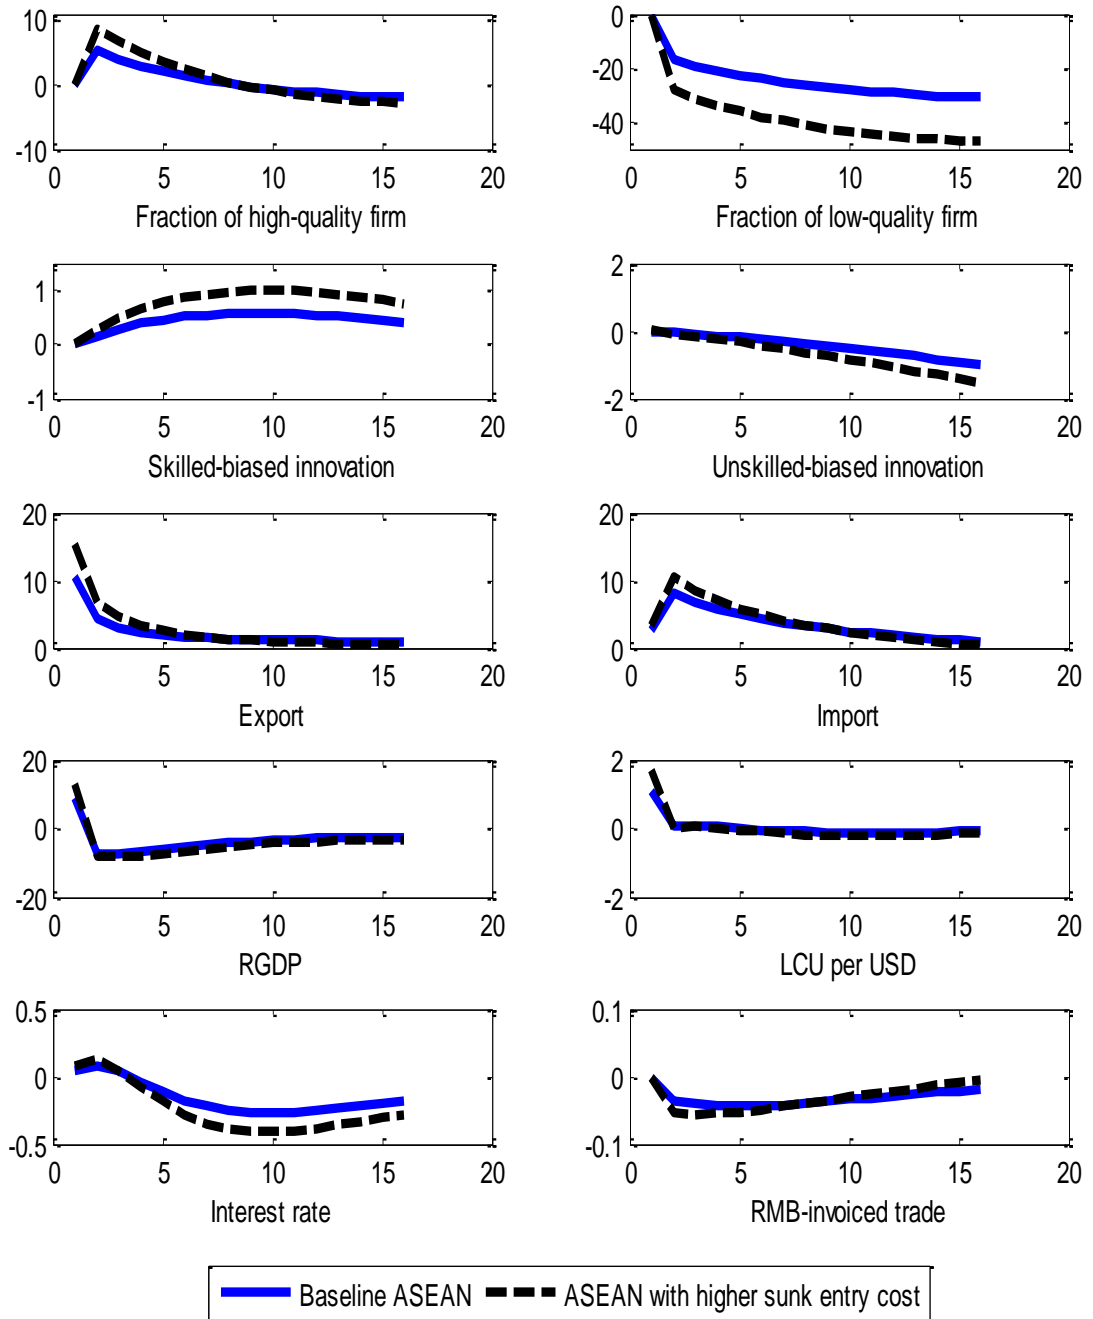 10
0
-10
0 5 10 15 20
Fraction of high-quality firm
0
-20
-40
0 5 10 15 20
Fraction of low-quality firm
1
0
-1
0 5 10 15 20
Skilled-biased innovation
2
0
-2
0 5 10 15 20
Unskilled-biased innovation
20
10
0
0 5 10 15 20
Export
20
10
0
0 5 10 15 20
Import
20
0
-20
0 5 10 15 20
RGDP
2
0
-2
0 5 10 15 20
LCU per USD
0.5
0
-0.5
0 5 10 15 20
Interest rate
0.1
0
-0.1
0 5 10 15 20
RMB-invoiced trade
Baseline ASEAN ASEAN with higher sunk entry cost